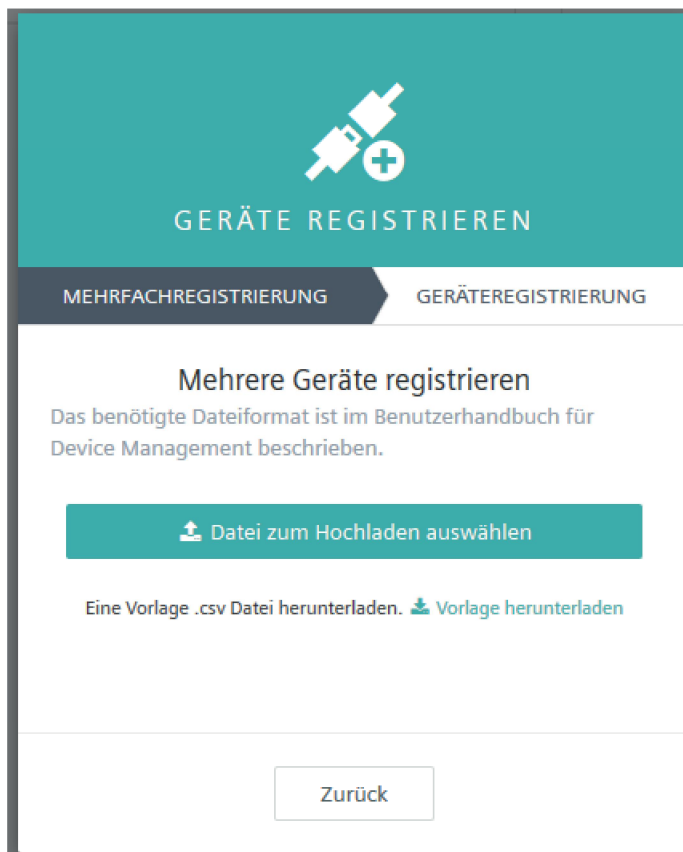 GERÄTE REGISTRIEREN
MEHRFACHREGISTRIERUNG
GERÄTEREGISTRIERUNG
Mehrere Geräte registrieren
Das benötigte Dateiformat ist im Benutzerhandbuch für
Device Management beschrieben.
Datei zum Hochladen auswählen
Eine Vorlage .csv Datei herunterladen. Vorlage herunterladen
Zurück